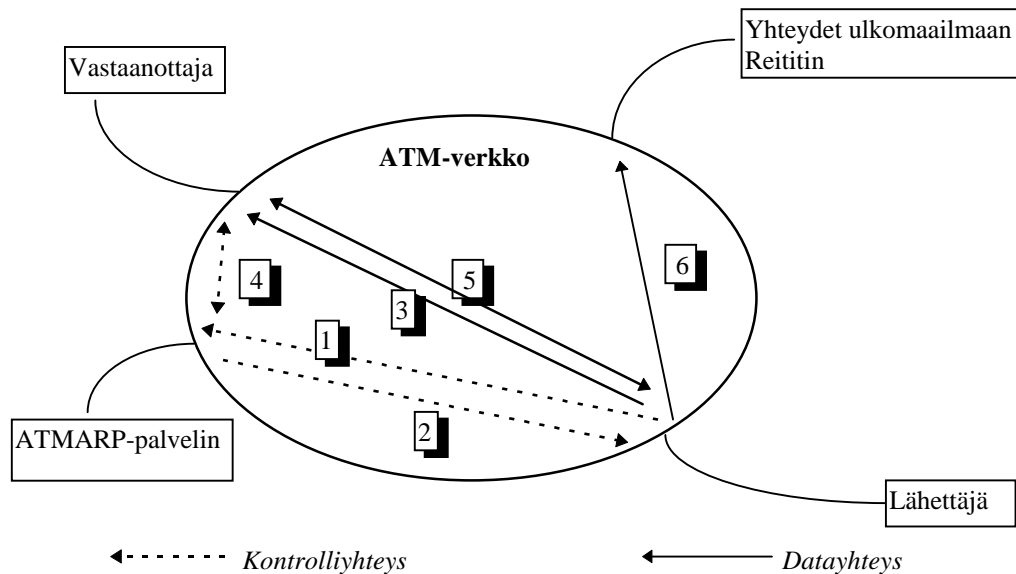 Yhteydet ulkomaailmaan
Reititin
Vastaanottaja
ATM-verkko
4
5
6
3
1
2
ATMARP-palvelin
Lähettäjä
Kontrolliyhteys
Datayhteys